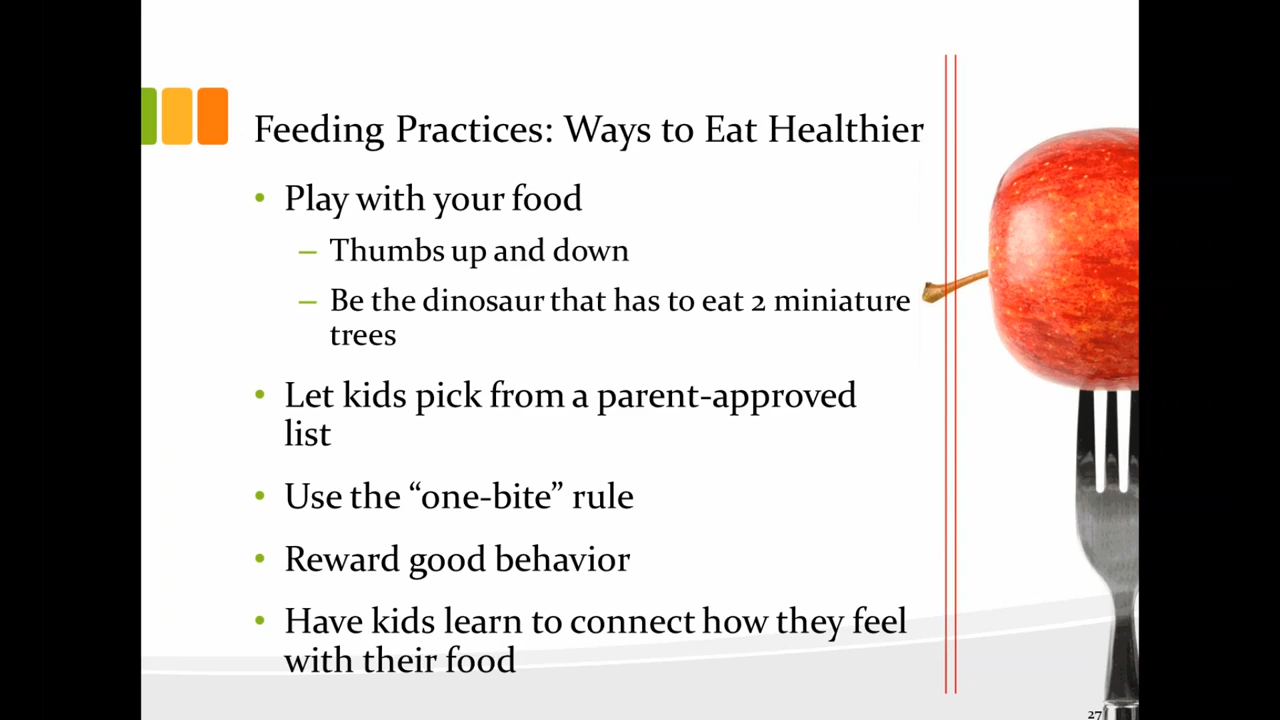 Feeding Practices: Ways to Eat Healthier
• Play with your food
– Thumbs up and down
– Be the dinosaur that has to eat 2 miniature
trees
• Let kids pick from a parent-approved
list
• Use the “one-bite” rule
• Reward good behavior
• Have kids learn to connect how they feel
with their food
27